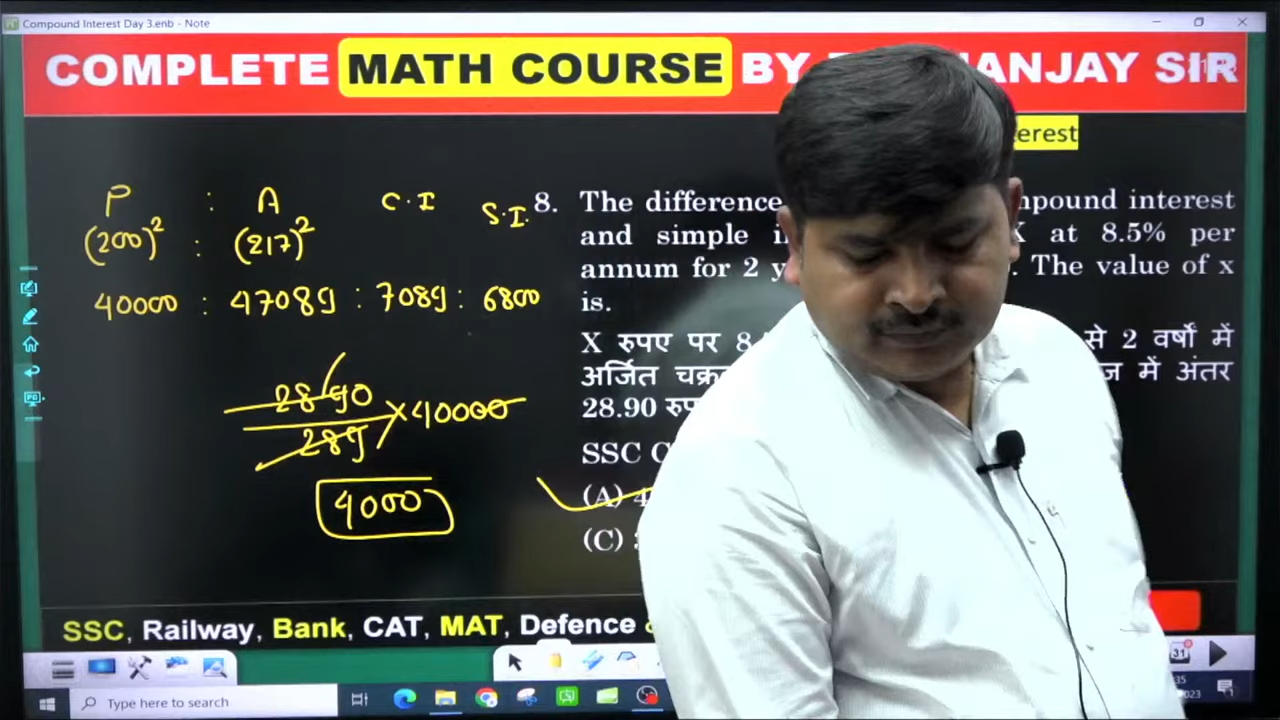 Compound Interest Day 3.enb - Note
COMPLETE MATH COURSE BY ANJAY SIR
erest
P : A C.I S.I.
(200)² : (217)²
40000 : 47089 : 7089 : 6800
28.90
289
×40000
4000
8. The difference compound interest
and simple X at 8.5% per
annum for 2 . The value of x
is.
X रुपए पर से 2 वर्षों में
अर्जित में अंतर
28.90
SSC
(A) 4
(C)
SSC, Railway, Bank, CAT, MAT, Defence
Type here to search